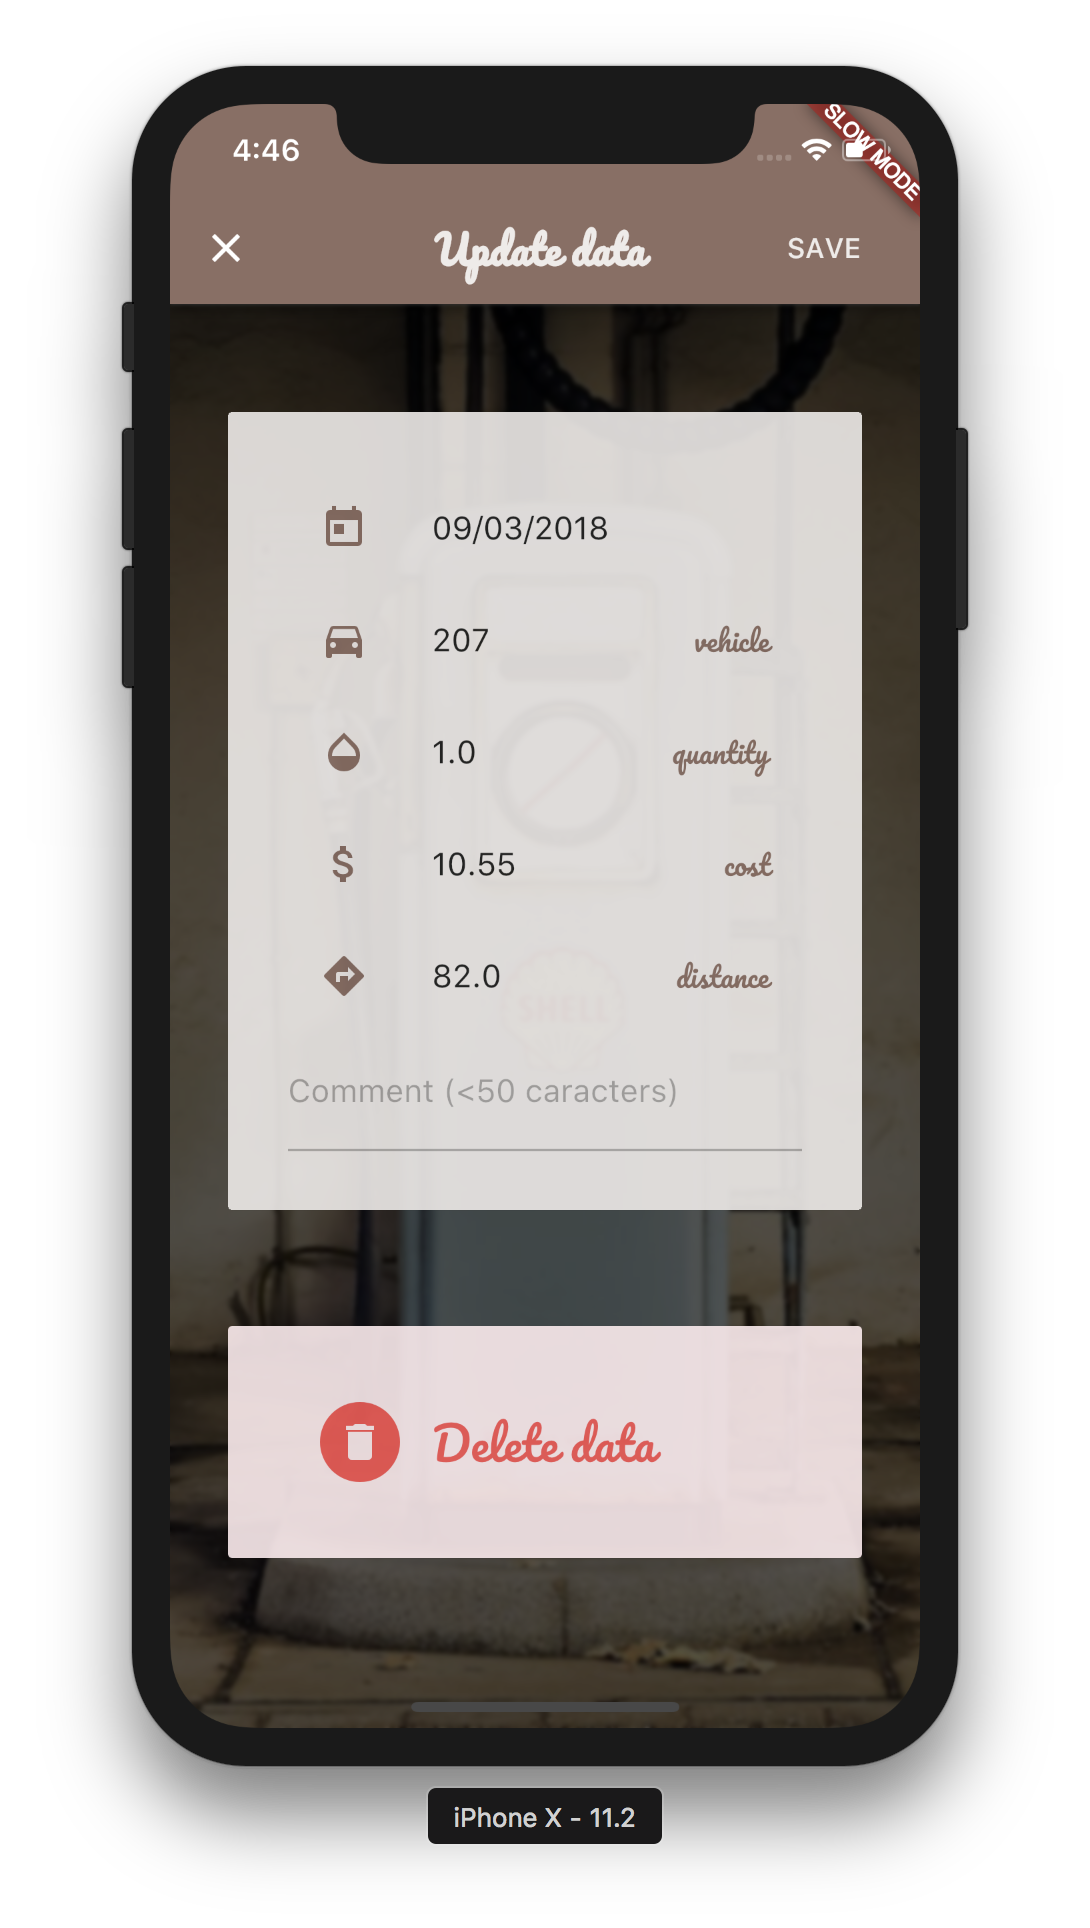 4:46
SLOW MODE
Update data
SAVE
09/03/2018
207 vehicle
1.0 quantity
$ 10.55 cost
82.0 distance
SHELL
Comment (<50 caracters)
Delete data
iPhone X - 11.2